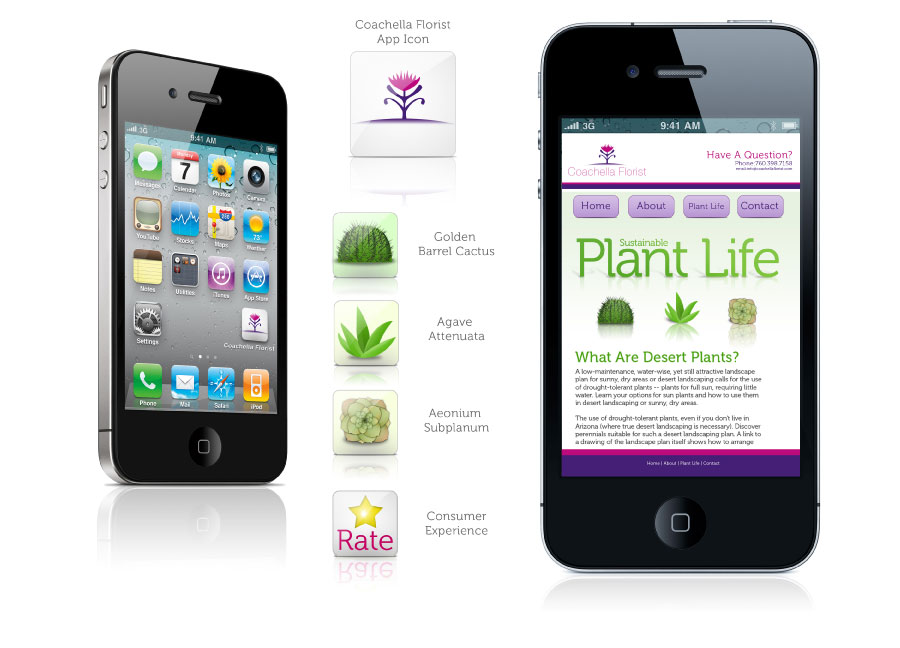 Coachella Florist
App Icon
3G
9:41 AM
Messages
Monday
7
Calendar
Photos
Camera
YouTube
Stocks
280
Maps
73°
Weather
Notes
Utilities
iTunes
App Store
Settings
Coachella Florist
Phone
Mail
Safari
iPod
Golden
Barrel Cactus
Agave
Attenuata
Aeonium
Subplanum
Rate
Consumer
Experience
3G
9:41 AM
Coachella Florist
Have A Question?
Phone:760.398.7158
Home
About
Plant Life
Contact
Sustainable
Plant Life
What Are Desert Plants?
A low-maintenance, water-wise, yet still attractive landscape
plan for sunny, dry areas or desert landscaping calls for the use
of drought-tolerant plants -- plants for full sun, requiring little
water. Learn your options for sun plants and how to use them
in desert landscaping or sunny, dry areas.
The use of drought-tolerant plants, even if you don't live in
Arizona (where true desert landscaping is necessary). Discover
perennials suitable for such a desert landscaping plan. A link to
a drawing of the landscape plan itself shows how to arrange
Home | About | Plant Life | Contact